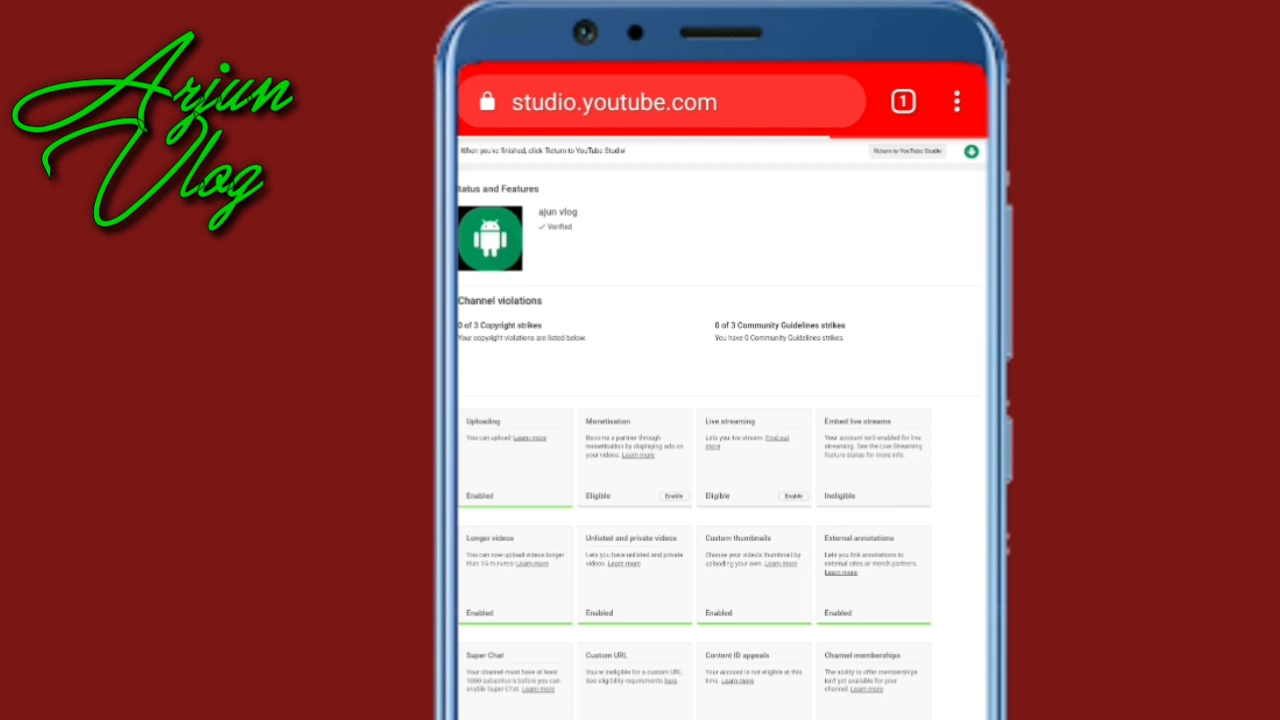 Arjun
Vlog
studio.youtube.com
1
When you've finished, click 'Return to YouTube Studio'
Return to YouTube Studio
tatus and Features
ajun vlog
Verified
Channel violations
0 of 3 Copyright strikes
Your copyright violations are listed below.
0 of 3 Community Guidelines strikes
You have 0 Community Guidelines strikes.
Uploading
You can upload! Learn more
Enabled
Monetisation
Become a partner through
monetisation by displaying ads on
your videos. Learn more
Eligible
Enable
Live streaming
Lets you live stream. Find out
more
Eligible
Enable
Embed live streams
Your account isn't enabled for live
streaming. See the Live Streaming
feature status for more info.
Ineligible
Longer videos
You can now upload videos longer
than 15 minutes! Learn more
Enabled
Unlisted and private videos
Lets you have unlisted and private
videos. Learn more
Enabled
Custom thumbnails
Choose your video's thumbnail by
uploading your own. Learn more
Enabled
External annotations
Lets you link annotations to
external sites or merch partners.
Learn more
Enabled
Super Chat
Your channel must have at least
1000 subscribers before you can
enable Super Chat. Learn more
Custom URL
You're ineligible for a custom URL.
See eligibility requirements here.
Content ID appeals
Your account is not eligible at this
time. Learn more
Channel memberships
The ability to offer memberships
isn't yet available for your
channel. Learn more